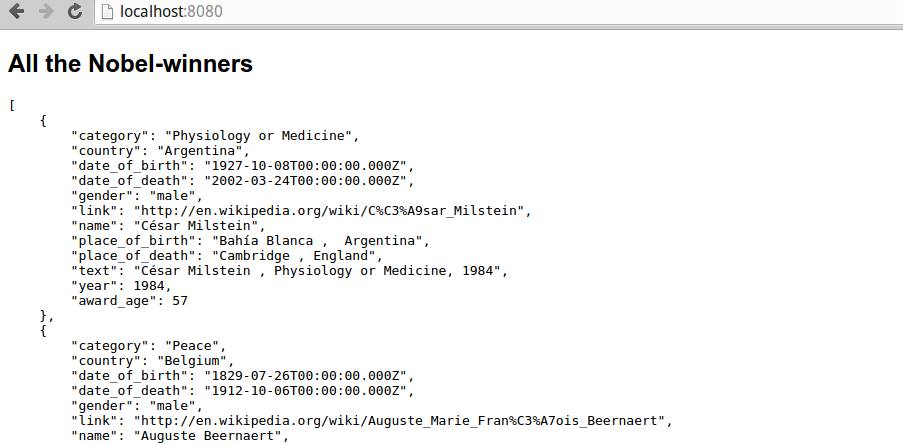 localhost:8080
All the Nobel-winners
[
    {
        "category": "Physiology or Medicine",
        "country": "Argentina",
        "date_of_birth": "1927-10-08T00:00:00.000Z",
        "date_of_death": "2002-03-24T00:00:00.000Z",
        "gender": "male",
        "link": "http://en.wikipedia.org/wiki/C%C3%A9sar_Milstein",
        "name": "César Milstein",
        "place_of_birth": "Bahía Blanca ,  Argentina",
        "place_of_death": "Cambridge , England",
        "text": "César Milstein , Physiology or Medicine, 1984",
        "year": 1984,
        "award_age": 57
    },
    {
        "category": "Peace",
        "country": "Belgium",
        "date_of_birth": "1829-07-26T00:00:00.000Z",
        "date_of_death": "1912-10-06T00:00:00.000Z",
        "gender": "male",
        "link": "http://en.wikipedia.org/wiki/Auguste_Marie_Fran%C3%A7ois_Beernaert",
        "name": "Auguste Beernaert",